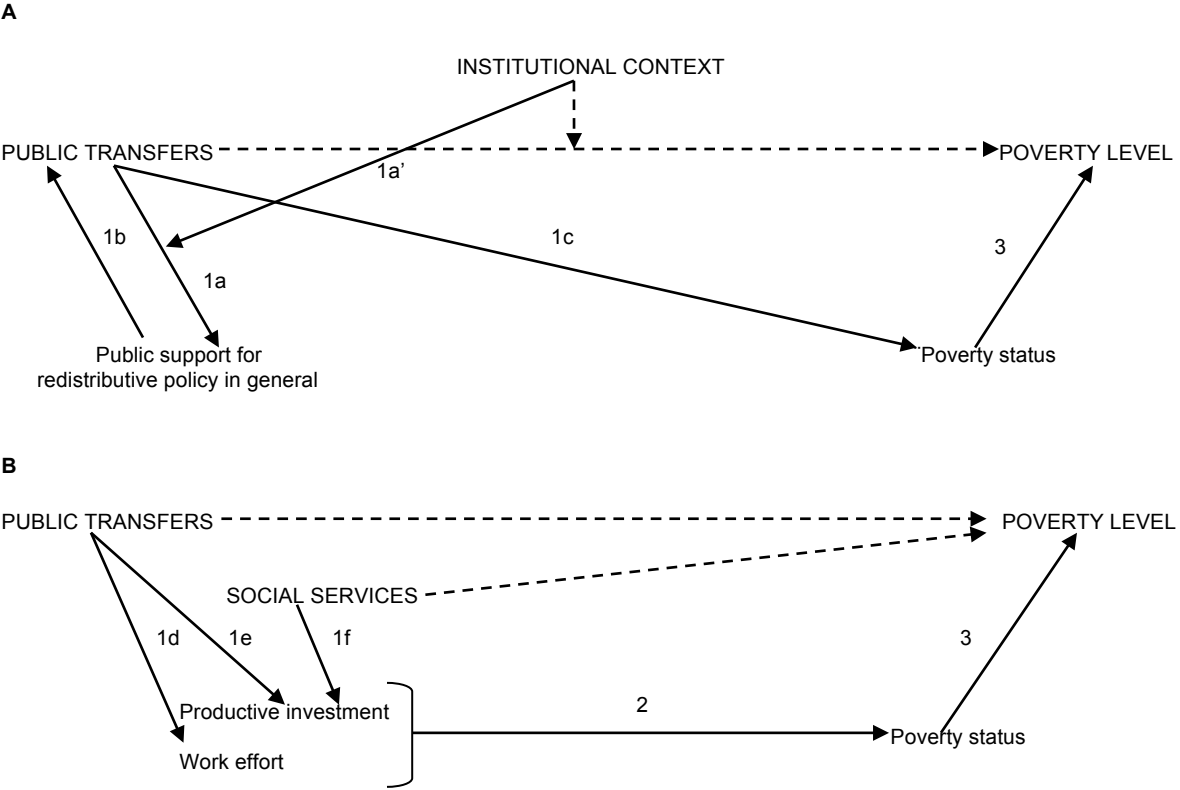 A
INSTITUTIONAL CONTEXT
PUBLIC TRANSFERS
POVERTY LEVEL
1a’
1b
1c
3
1a
Public support for
redistributive policy in general
Poverty status
B
PUBLIC TRANSFERS
POVERTY LEVEL
SOCIAL SERVICES
1d
1e
1f
3
Productive investment
2
Poverty status
Work effort